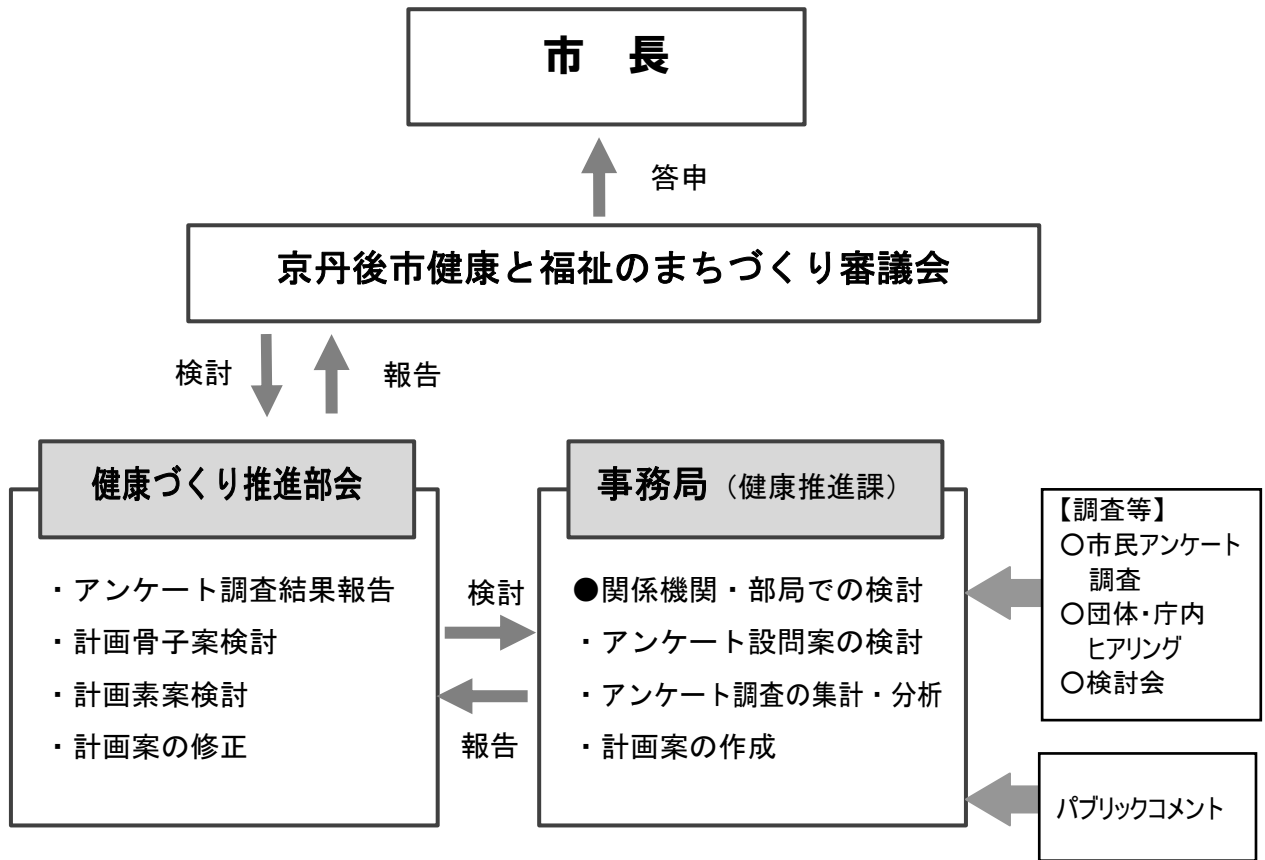 市　長
答申
京丹後市健康と福祉のまちづくり審議会
検討
報告
健康づくり推進部会
・アンケート調査結果報告
・計画骨子案検討
・計画素案検討
・計画案の修正
検討
報告
事務局（健康推進課）
●関係機関・部局での検討
・アンケート設問案の検討
・アンケート調査の集計・分析
・計画案の作成
【調査等】
〇市民アンケート
調査
〇団体・庁内
ヒアリング
〇検討会
パブリックコメント